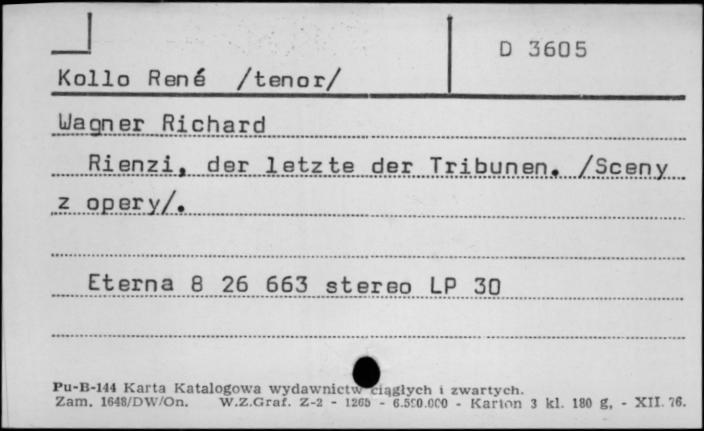 D 3605
Kollo René /tenor/
Wagner Richard
Rienzi, der letzte der Tribunen. /Sceny
z opery/.
Eterna 8 26 663 stereo LP 30
Pu-B-144 Karta Katalogowa wydawnictw ciągłych i zwartych.
Zam. 1648/DW/On. W.Z.Graf. Z-2 - 1265 - 6.500.000 - Karton 3 kl. 180 g, - XII. 76.